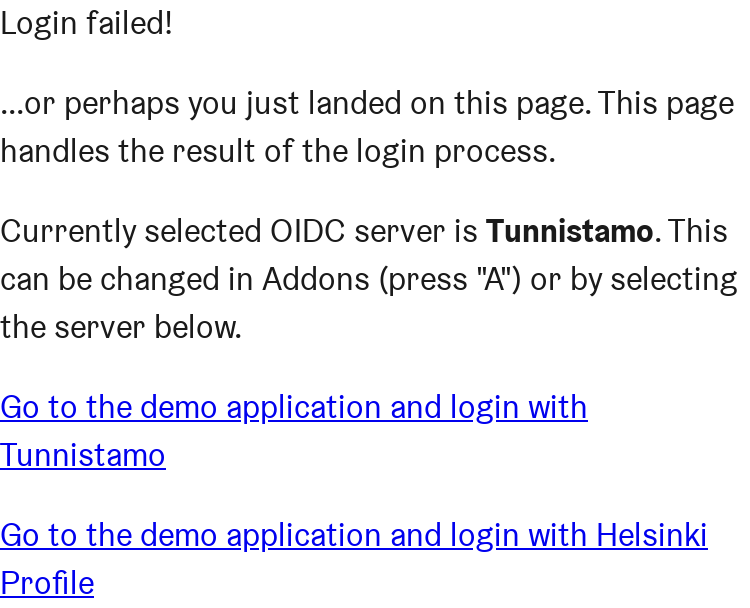 Login failed!
...or perhaps you just landed on this page. This page
handles the result of the login process.
Currently selected OIDC server is Tunnistamo. This
can be changed in Addons (press "A") or by selecting
the server below.
Go to the demo application and login with
Tunnistamo
Go to the demo application and login with Helsinki
Profile